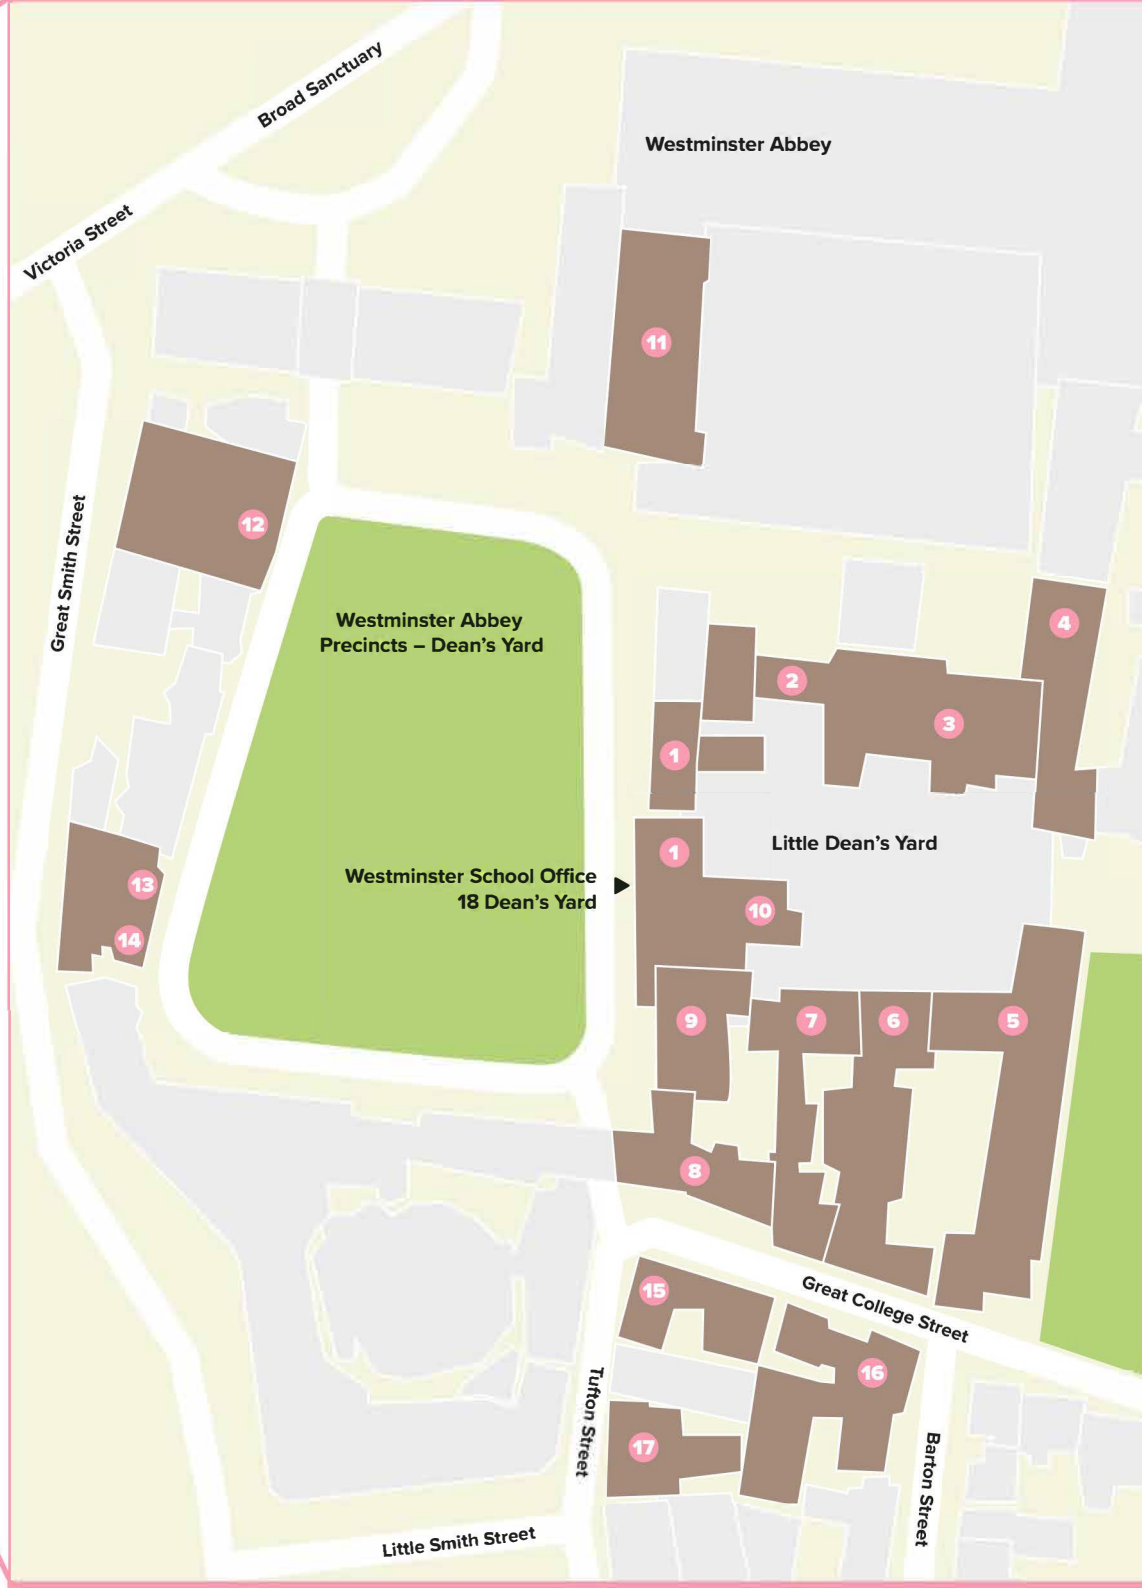 Broad Sanctuary
Westminster Abbey
Victoria Street
11
12
Great Smith Street
Westminster Abbey
Precincts – Dean's Yard
4
2
3
1
Little Dean's Yard
1
Westminster School Office
18 Dean's Yard
13
10
14
9
7
6
5
8
15
Great College Street
16
Tufton Street
17
Barton Street
Little Smith Street